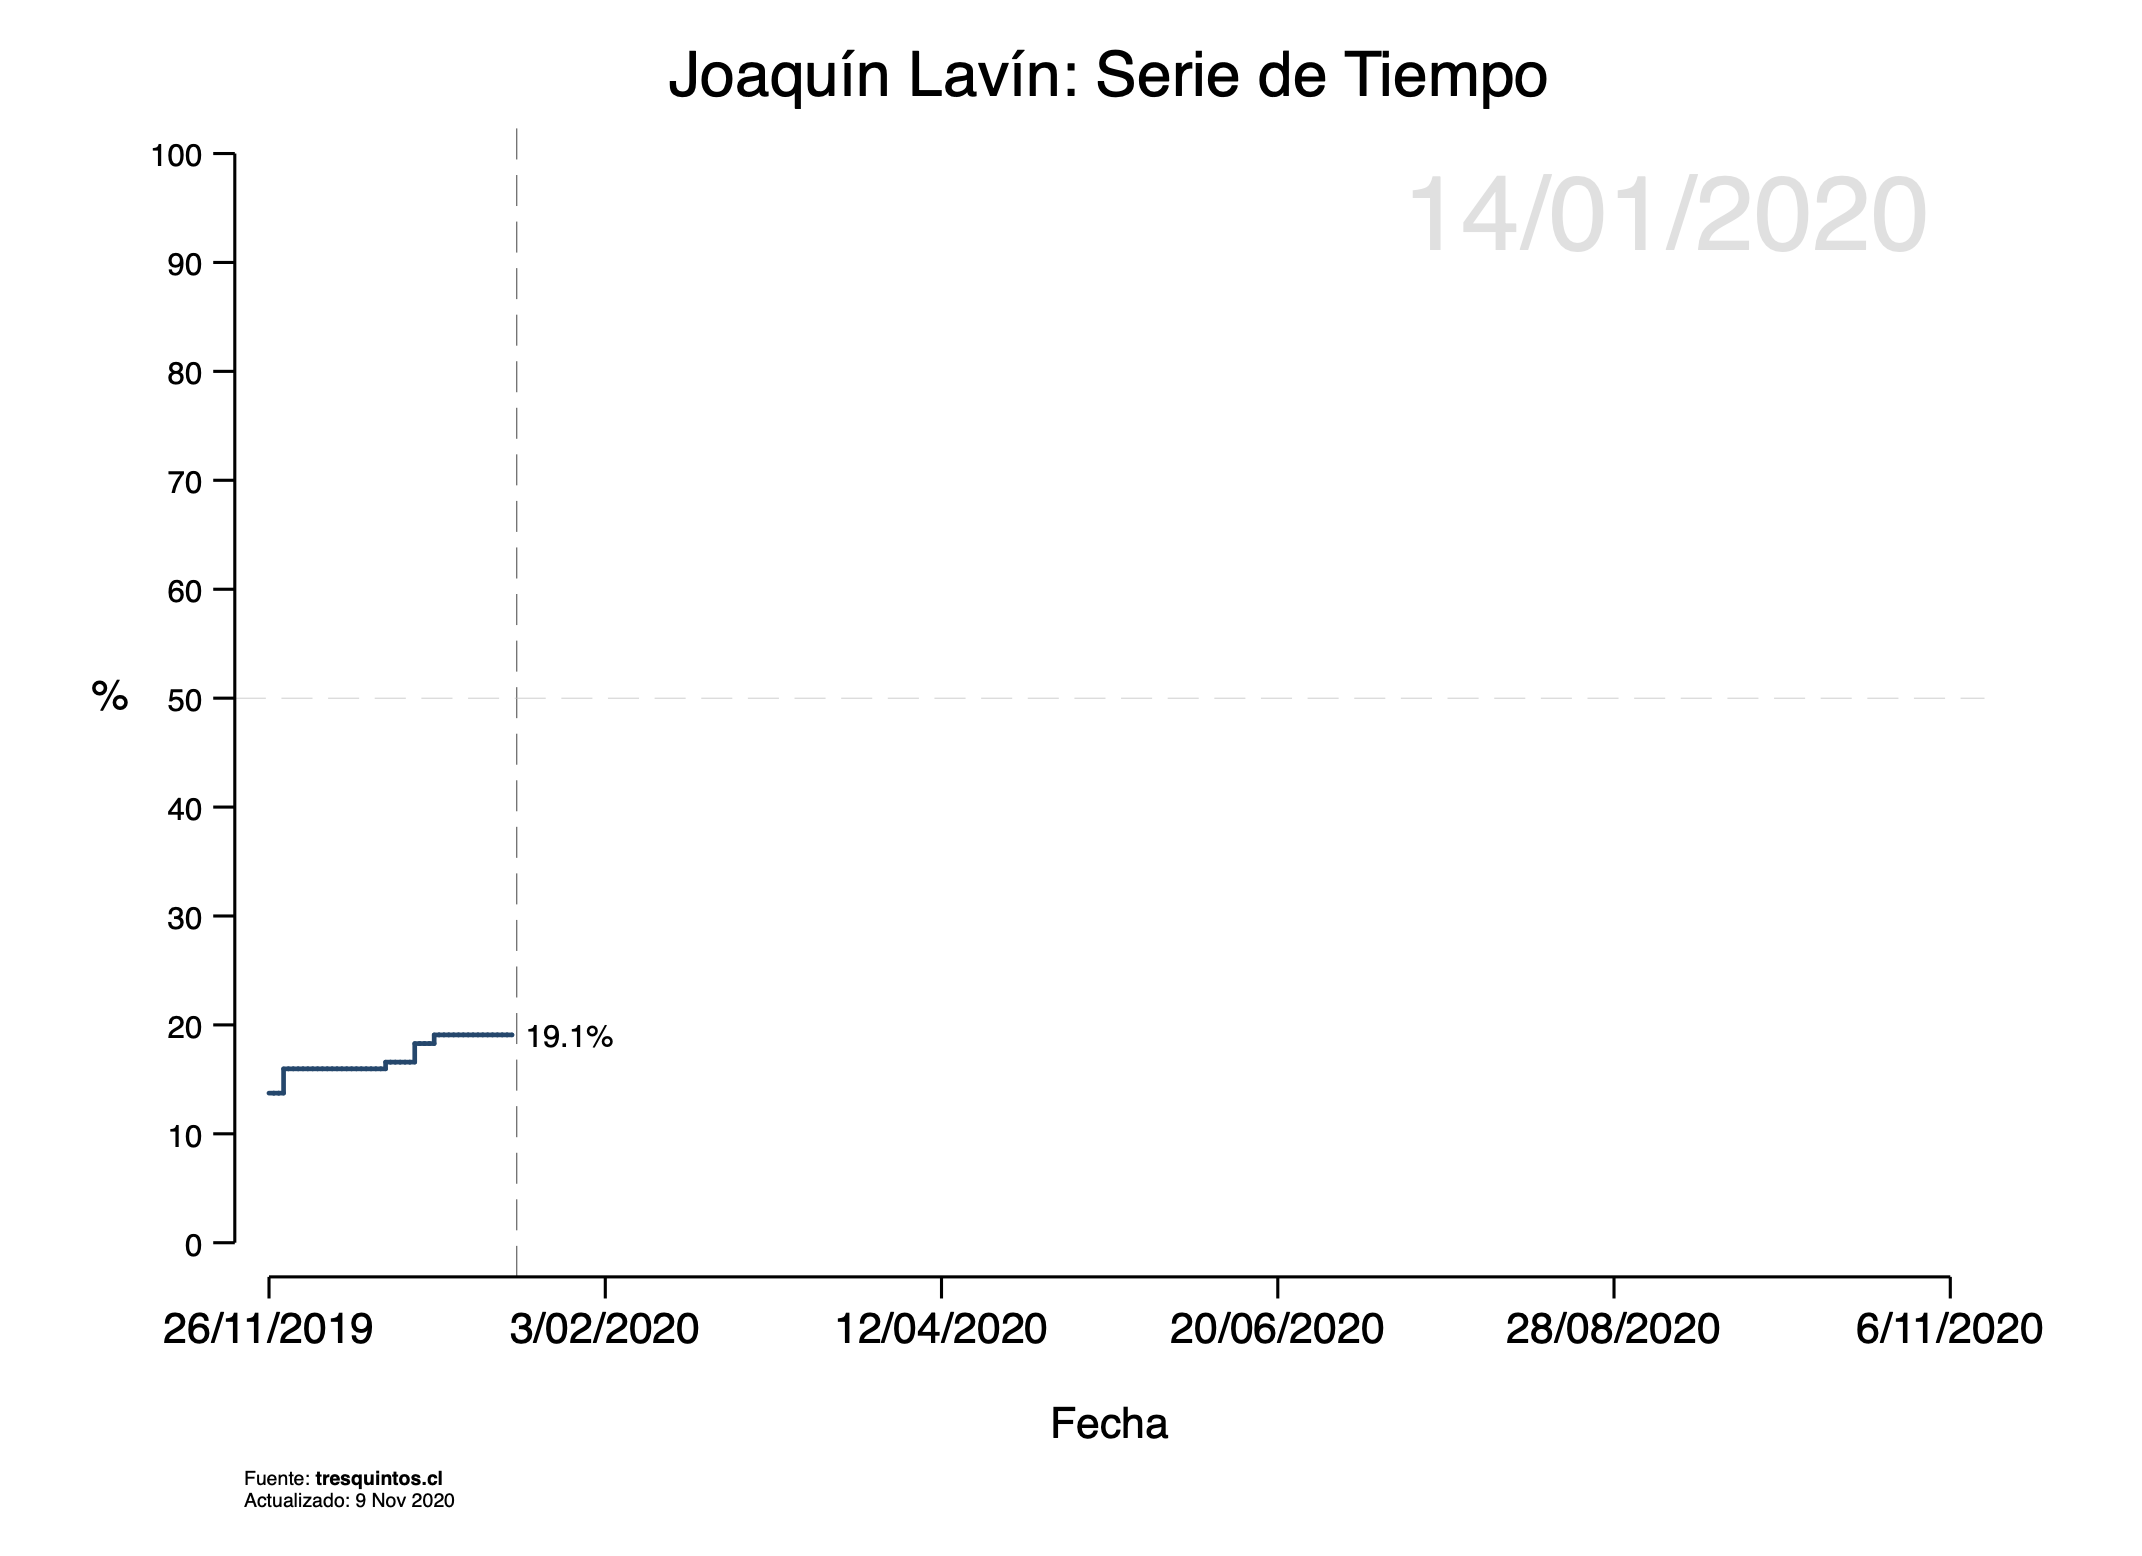 Joaquín Lavín: Serie de Tiempo
14/01/2020
100
90
80
70
60
50
40
30
20
10
0
%
19.1%
26/11/2019 3/02/2020 12/04/2020 20/06/2020 28/08/2020 6/11/2020
Fecha
Fuente: tresquintos.cl
Actualizado: 9 Nov 2020